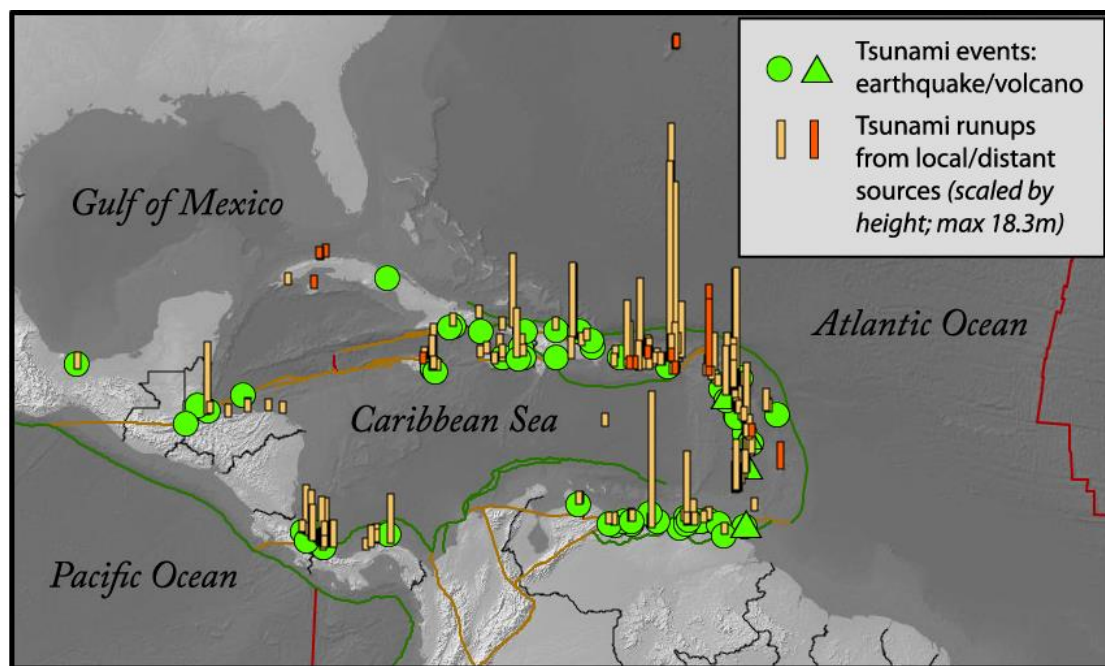 Tsunami events:
earthquake/volcano
Tsunami runups
from local/distant
sources (scaled by
height; max 18.3m)
Gulf of Mexico
Atlantic Ocean
Caribbean Sea
Pacific Ocean